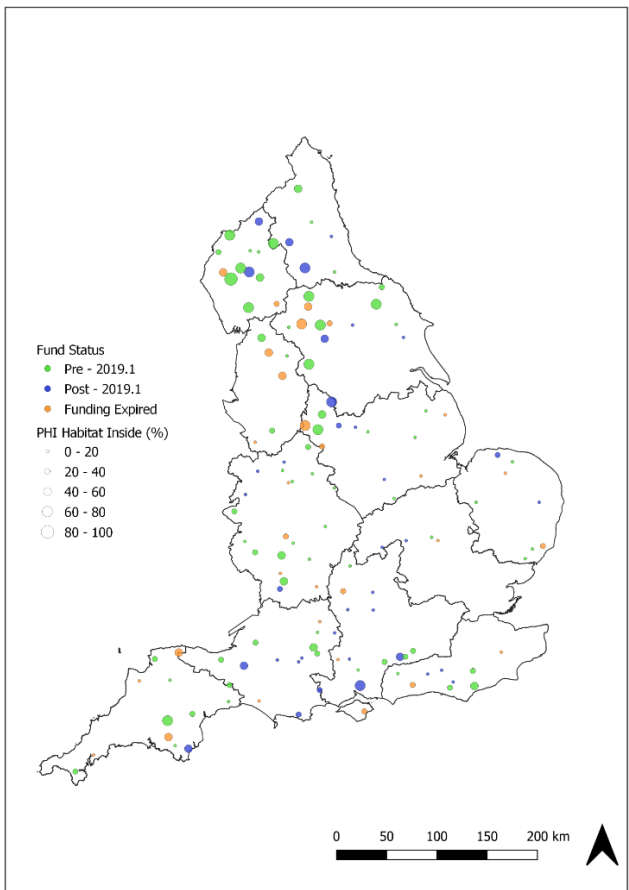 Fund Status
Pre - 2019.1
Post - 2019.1
Funding Expired
PHI Habitat Inside (%)
0 - 20
20 - 40
40 - 60
60 - 80
80 - 100
0 50 100 150 200 km